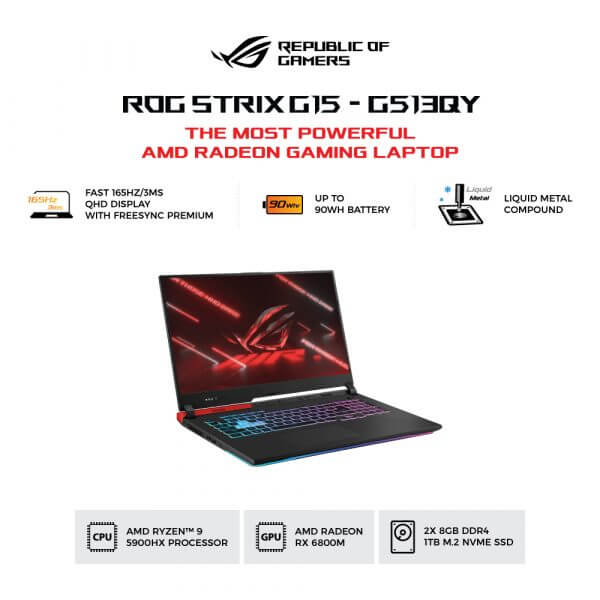 REPUBLIC OF
GAMERS
ROG STRIX G15 - G513QY
THE MOST POWERFUL
AMD RADEON GAMING LAPTOP
165Hz
3ms
FAST 165HZ/3MS
QHD DISPLAY
WITH FREESYNC PREMIUM
90Whr
UP TO
90WH BATTERY
Liquid
Metal
LIQUID METAL
COMPOUND
CPU
AMD RYZEN™ 9
5900HX PROCESSOR
GPU
AMD RADEON
RX 6800M
2X 8GB DDR4
1TB M.2 NVME SSD